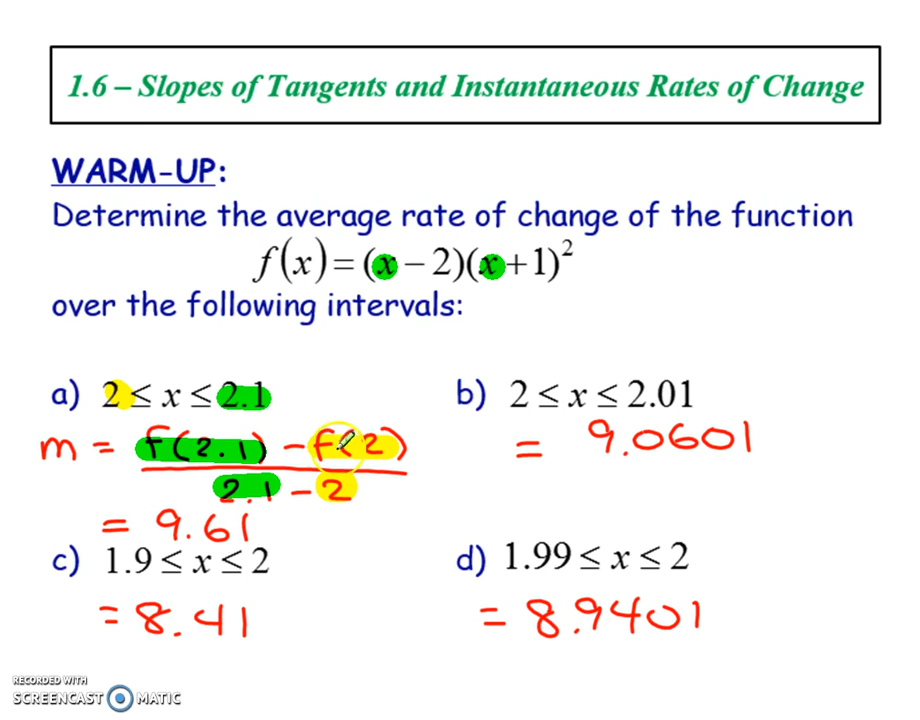 1.6 – Slopes of Tangents and Instantaneous Rates of Change
WARM-UP:
Determine the average rate of change of the function
f(x) = (x − 2)(x + 1)²
over the following intervals:
a) 2 ≤ x ≤ 2.1
m = f(2.1) − f(2)
2.1 − 2
= 9.61
b) 2 ≤ x ≤ 2.01
= 9.0601
c) 1.9 ≤ x ≤ 2
= 8.41
d) 1.99 ≤ x ≤ 2
= 8.9401
RECORDED WITH
SCREENCAST MATIC